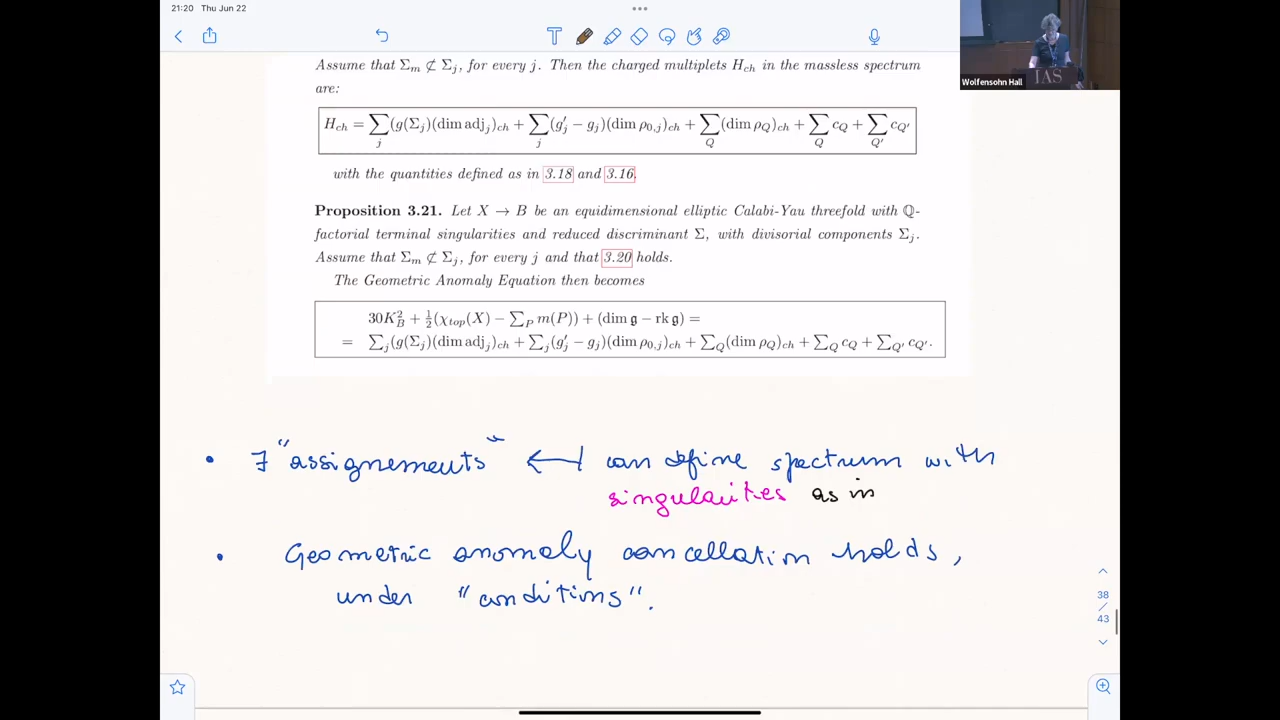 21:20 Thu Jun 22
Wolfensohn Hall
IAS
Assume that Σ_m ⊄ Σ_j, for every j. Then the charged multiplets H_ch in the massless spectrum
are:
H_ch = ∑_j (g(Σ_j)(dim adj_j)_ch + ∑_j (g'_j − g_j)(dim ρ_{0,j})_ch + ∑_Q (dim ρ_Q)_ch + ∑_Q c_Q + ∑_{Q'} c_{Q'}
with the quantities defined as in 3.18 and 3.16.
Proposition 3.21. Let X → B be an equidimensional elliptic Calabi-Yau threefold with ℚ-
factorial terminal singularities and reduced discriminant Σ, with divisorial components Σ_j.
Assume that Σ_m ⊄ Σ_j, for every j and that 3.20 holds.
The Geometric Anomaly Equation then becomes
30K_B^2 + ½(χ_top(X) − ∑_P m(P)) + (dim 𝔤 − rk 𝔤) =
= ∑_j (g(Σ_j)(dim adj_j)_ch + ∑_j (g'_j − g_j)(dim ρ_{0,j})_ch + ∑_Q (dim ρ_Q)_ch + ∑_Q c_Q + ∑_{Q'} c_{Q'}.
• ∃ "assignements" ⟵ can define spectrum with
singularities as in
• Geometric anomaly cancellation holds,
under "conditions".
38
/
43